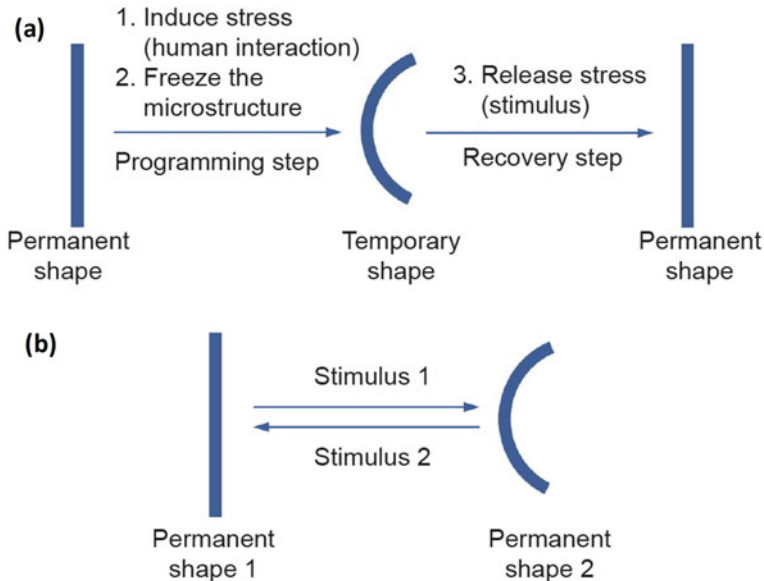 (a)
1. Induce stress
(human interaction)
2. Freeze the
microstructure
Programming step
3. Release stress
(stimulus)
Recovery step
Permanent
shape
Temporary
shape
Permanent
shape
(b)
Stimulus 1
Stimulus 2
Permanent
shape 1
Permanent
shape 2